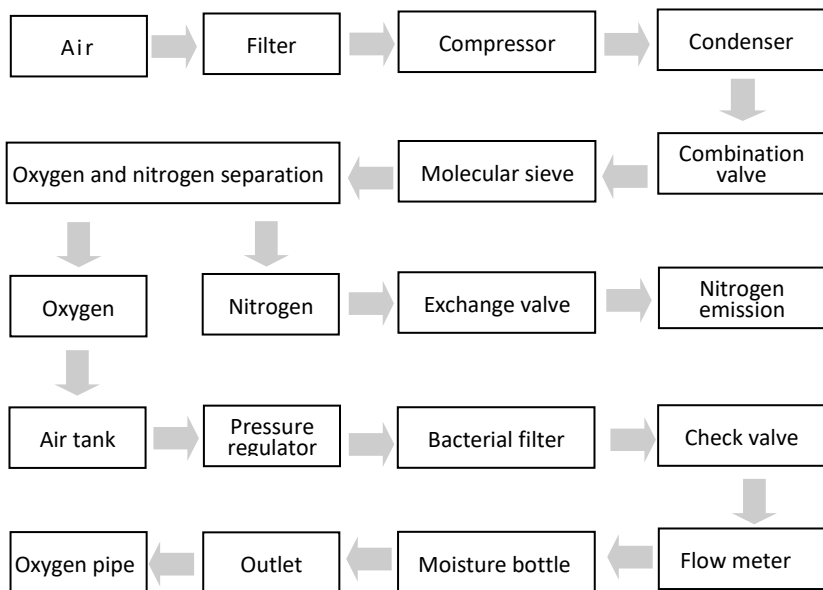 Air
Filter
Compressor
Condenser
Combination
valve
Molecular sieve
Oxygen and nitrogen separation
Oxygen
Nitrogen
Exchange valve
Nitrogen
emission
Air tank
Pressure
regulator
Bacterial filter
Check valve
Flow meter
Moisture bottle
Outlet
Oxygen pipe